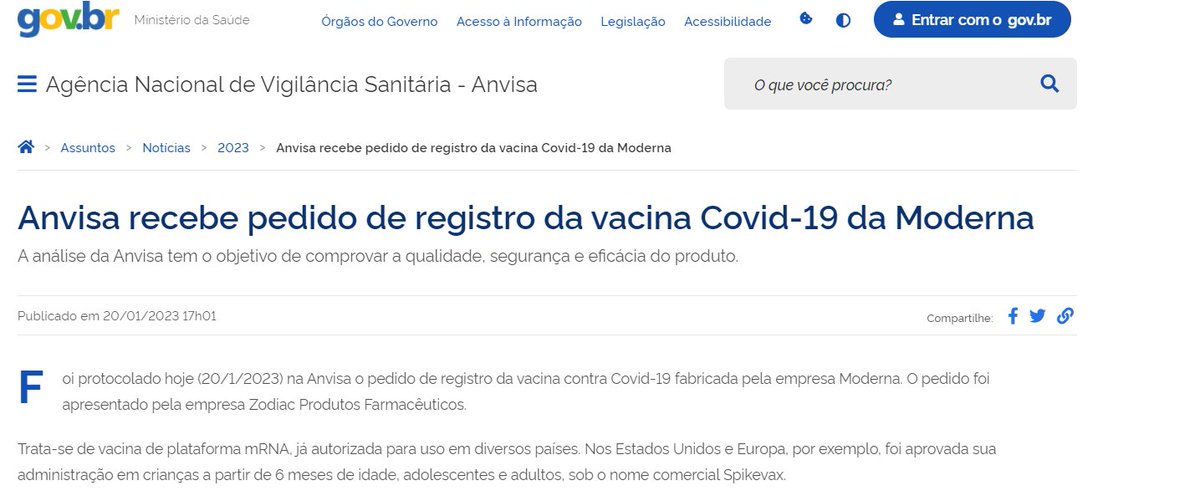 gov.br Ministério da Saúde Órgãos do Governo Acesso à Informação Legislação Acessibilidade Entrar com o gov.br
Agência Nacional de Vigilância Sanitária - Anvisa O que você procura?
> Assuntos > Notícias > 2023 > Anvisa recebe pedido de registro da vacina Covid-19 da Moderna
Anvisa recebe pedido de registro da vacina Covid-19 da Moderna
A análise da Anvisa tem o objetivo de comprovar a qualidade, segurança e eficácia do produto.
Publicado em 20/01/2023 17h01 Compartilhe:
Foi protocolado hoje (20/1/2023) na Anvisa o pedido de registro da vacina contra Covid-19 fabricada pela empresa Moderna. O pedido foi
apresentado pela empresa Zodiac Produtos Farmacêuticos.
Trata-se de vacina de plataforma mRNA, já autorizada para uso em diversos países. Nos Estados Unidos e Europa, por exemplo, foi aprovada sua
administração em crianças a partir de 6 meses de idade, adolescentes e adultos, sob o nome comercial Spikevax.